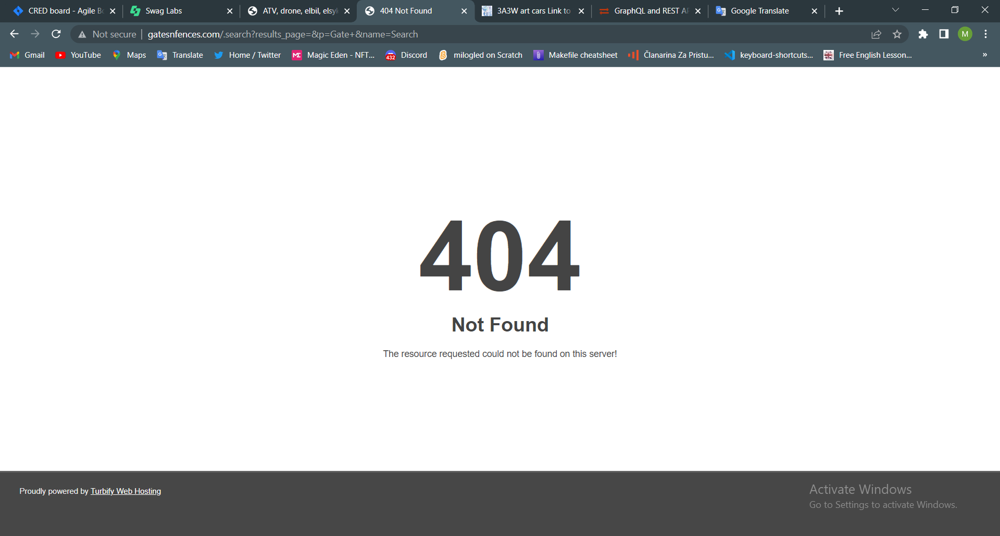 CRED board - Agile Bo
Swag Labs
ATV, drone, elbil, elsyk
404 Not Found
3A3W art cars Link to
GraphQL and REST AP
Google Translate
Not secure
gatesnfences.com/.search?results_page=&p=Gate+&name=Search
M
Gmail
YouTube
Maps
Translate
Home / Twitter
Magic Eden - NFT...
432
Discord
milogled on Scratch
Makefile cheatsheet
Članarina Za Pristu...
keyboard-shortcuts...
Free English Lesson...
»
404
Not Found
The resource requested could not be found on this server!
Proudly powered by Turbify Web Hosting
Activate Windows
Go to Settings to activate Windows.